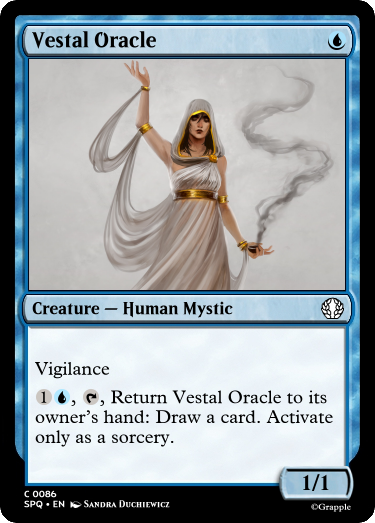 Vestal Oracle
Creature — Human Mystic
Vigilance
1, , Return Vestal Oracle to its
owner's hand: Draw a card. Activate
only as a sorcery.
1/1
C 0086
SPQ • EN Sandra Duchiewicz
©Grapple